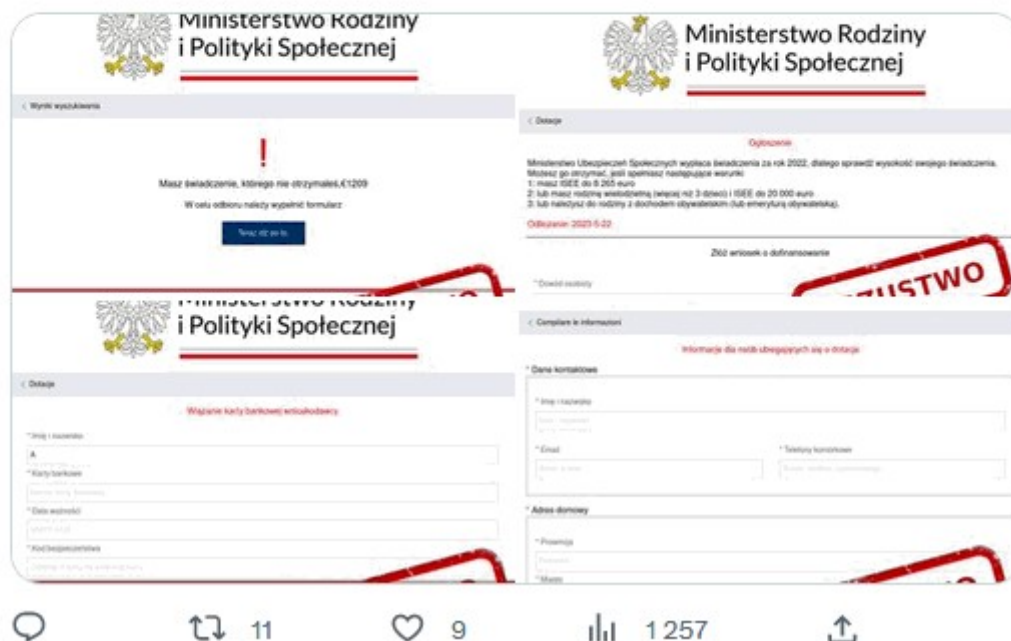 Ministerstwo Rodziny
i Polityki Społecznej
< Wyniki wyszukiwania
!
Masz świadczenie, którego nie otrzymałeś,€1209
W celu odbioru należy wypełnić formularz
Teraz idź po to.
Ministerstwo Rodziny
i Polityki Społecznej
< Dotacje
Ogłoszenie
Ministerstwo Ubezpieczeń Społecznych wypłaca świadczenia za rok 2022, dlatego sprawdź wysokość swojego świadczenia.
Możesz go otrzymać, jeśli spełniasz następujące warunki
1: masz ISEE do 8 265 euro
2: lub masz rodzinę wielodzietną (więcej niż 3 dzieci) i ISEE do 20 000 euro
3: lub należysz do rodziny z dochodem obywatelskim (lub emeryturą obywatelską).
Odliczanie: 2023-5-22
Złóż wniosek o dofinansowanie
* Dowód osobisty
ZUSTWO
Ministerstwo Rodziny
i Polityki Społecznej
< Dotacje
Wiązanie karty bankowej wnioskodawcy
* Imię i nazwisko
A
* Karty bankowe
* Data ważności
* Kod bezpieczeństwa
< Compilare le informazioni
Informacje dla osób ubiegających się o dotacje
* Dane kontaktowe
* Imię i nazwisko
* Email
* Telefony komórkowe
* Adres domowy
* Prowincja
* Miasto
11
9
1 257